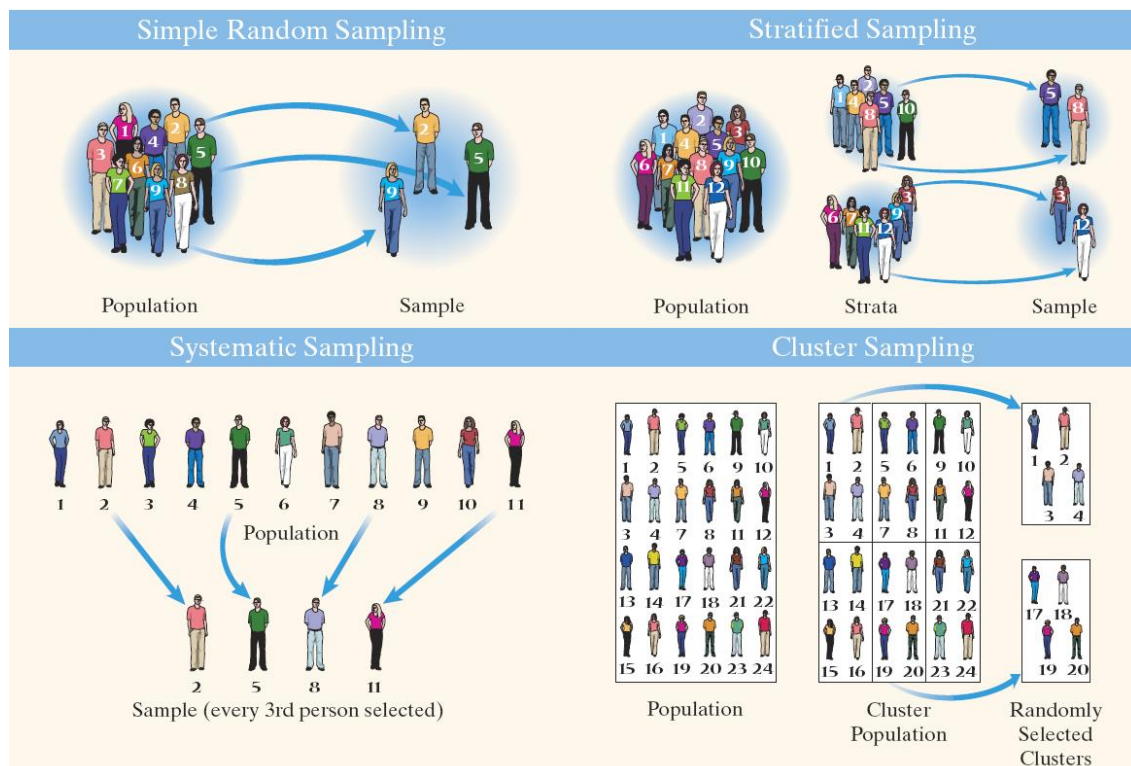 Simple Random Sampling
1
2
3
4
5
6
7
8
9
2
5
9
Population
Sample
Stratified Sampling
2
1
3
4
5
6
7
8
9
10
11
12
2
1
4
5
8
10
6
7
9
3
11
12
5
8
3
12
Population
Strata
Sample
Systematic Sampling
1 2 3 4 5 6 7 8 9 10 11
Population
2 5 8 11
Sample (every 3rd person selected)
Cluster Sampling
1 2 5 6 9 10
3 4 7 8 11 12
13 14 17 18 21 22
15 16 19 20 23 24
Population
1 2 5 6 9 10
3 4 7 8 11 12
13 14 17 18 21 22
15 16 19 20 23 24
Cluster
Population
1 2
3 4
17 18
19 20
Randomly
Selected
Clusters